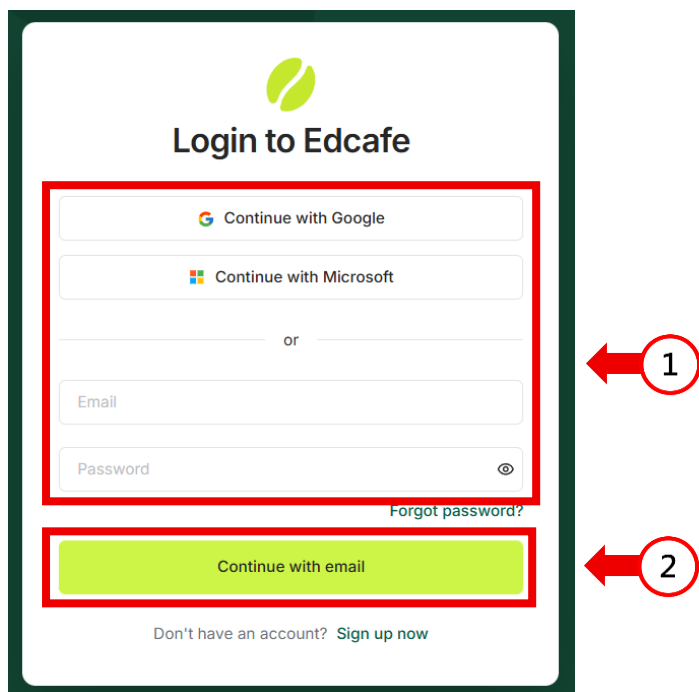 Login to Edcafe
Continue with Google
Continue with Microsoft
or
1
Email
Password
Forgot password?
Continue with email
2
Don't have an account? Sign up now